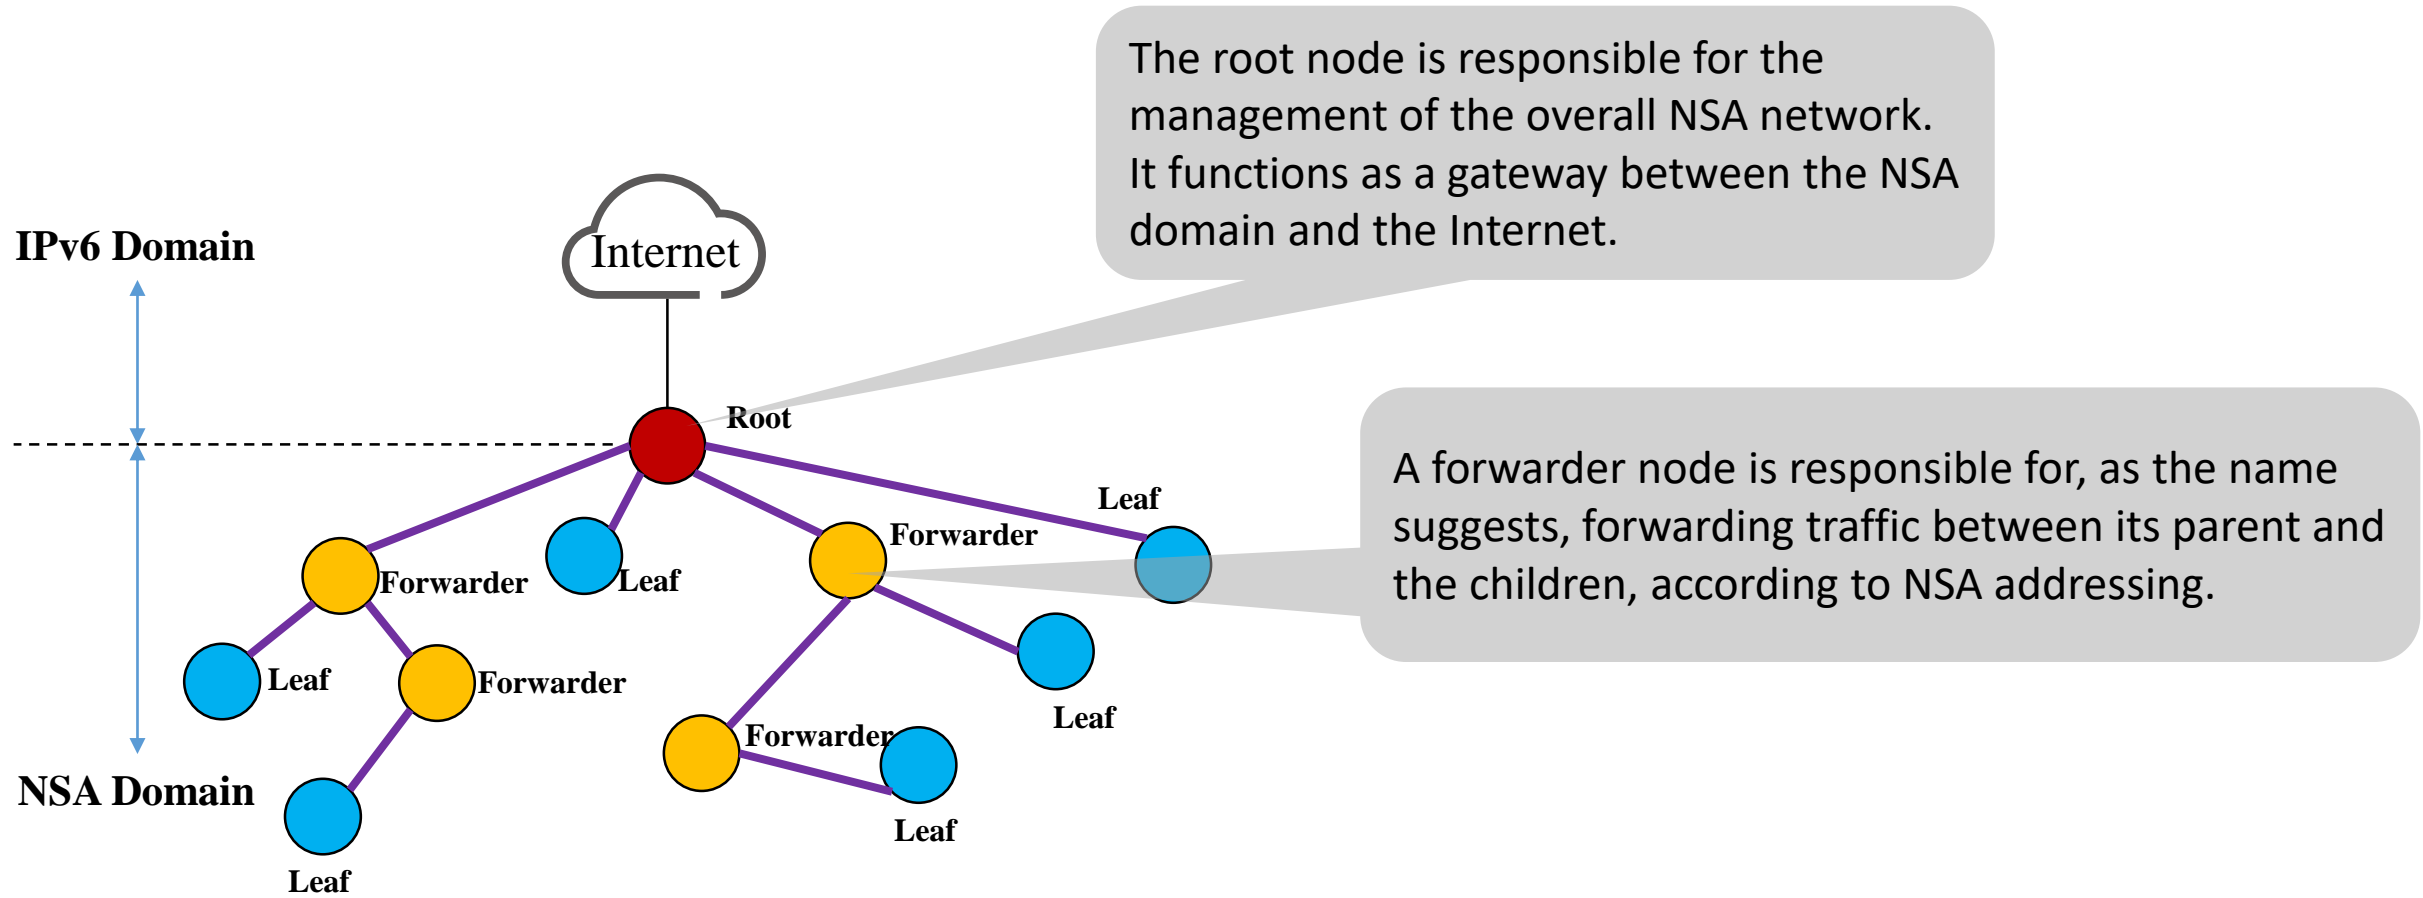 The root node is responsible for the
management of the overall NSA network.
It functions as a gateway between the NSA
domain and the Internet.
IPv6 Domain
Internet
Root
A forwarder node is responsible for, as the name
suggests, forwarding traffic between its parent and
the children, according to NSA addressing.
Leaf
Forwarder
Forwarder
Leaf
Leaf
Forwarder
Leaf
Forwarder
NSA Domain
Leaf
Leaf